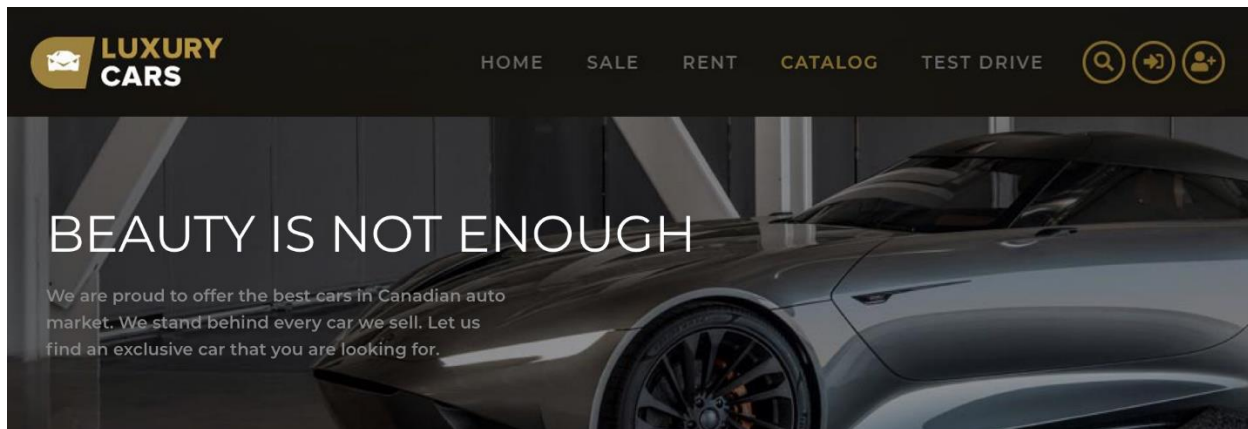 LUXURY
CARS
HOME SALE RENT CATALOG TEST DRIVE
BEAUTY IS NOT ENOUGH
We are proud to offer the best cars in Canadian auto
market. We stand behind every car we sell. Let us
find an exclusive car that you are looking for.